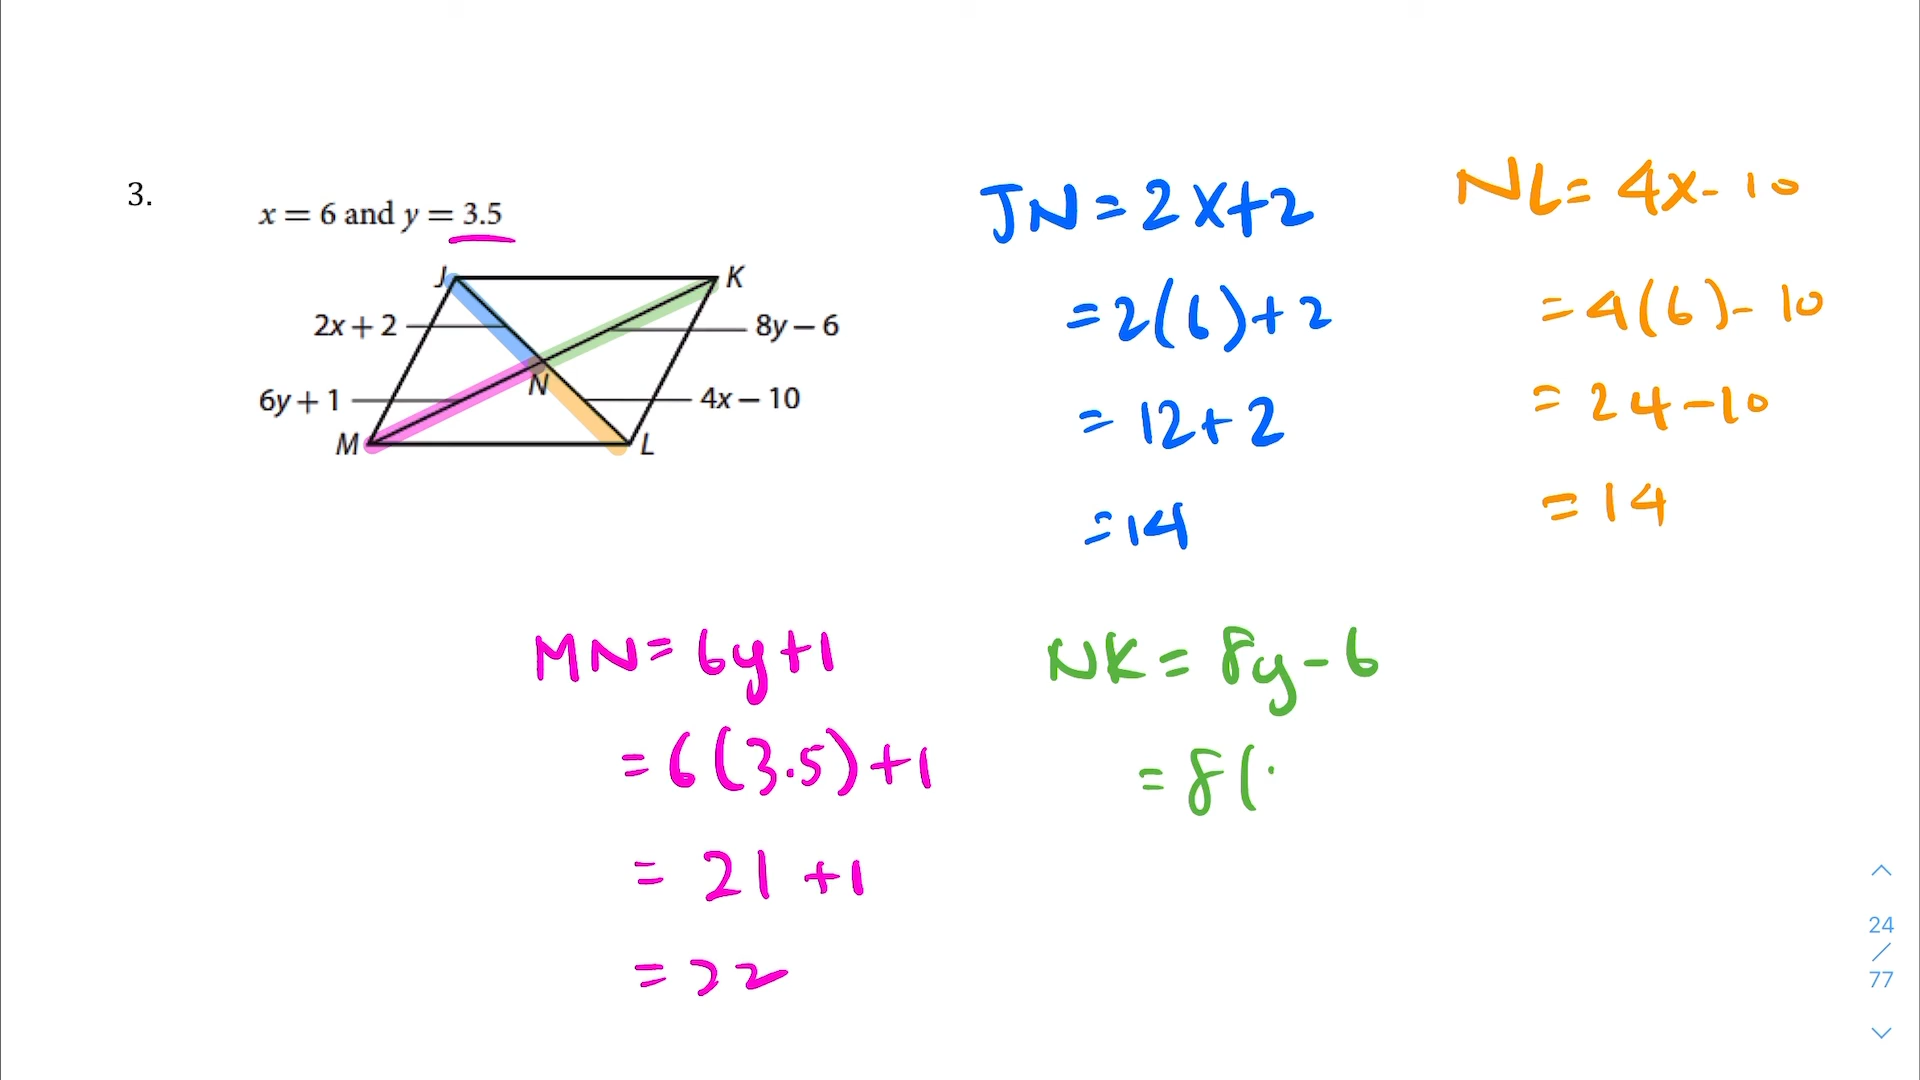 3.
x = 6 and y = 3.5
J
K
2x + 2
8y – 6
N
6y + 1
4x – 10
M
L
JN = 2x+2
= 2(6)+2
= 12+2
= 14
NL = 4x- 10
= 4(6)- 10
= 24-10
= 14
MN = 6y+1
= 6(3.5)+1
= 21 +1
= 22
NK = 8y-6
= 8(
24
/
77